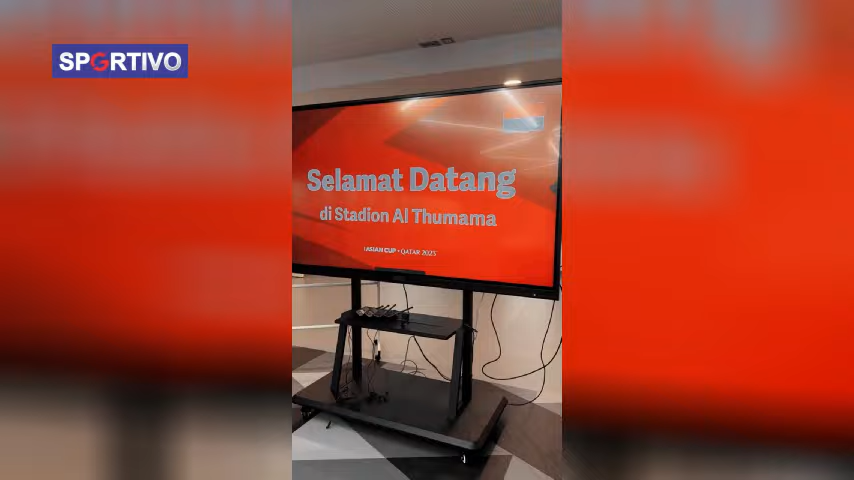 SPORTIVO
Selamat Datang
di Stadion Al Thumama
ASIAN CUP • QATAR 2023